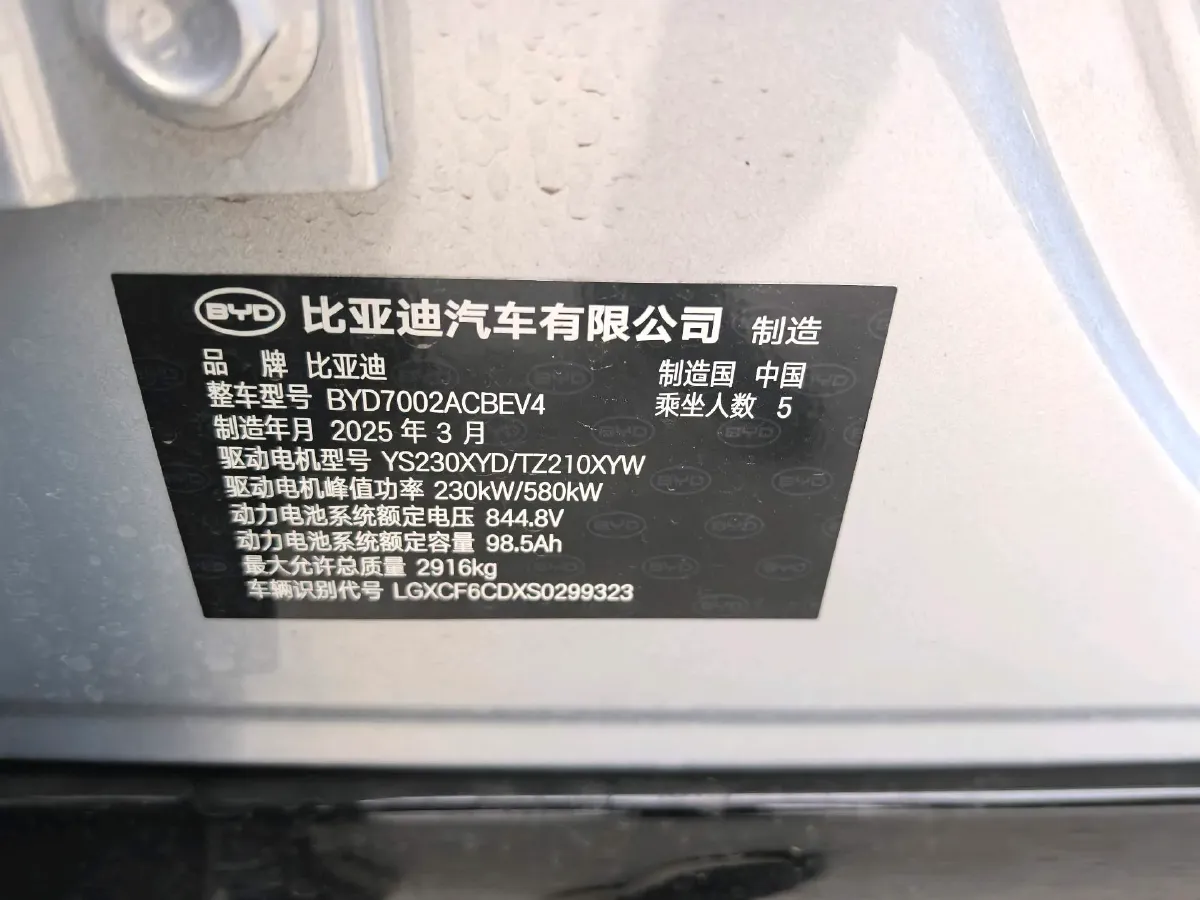 BYD 比亚迪汽车有限公司 制造
品 牌 比亚迪 制造国 中国
整车型号 BYD7002ACBEV4 乘坐人数 5
制造年月 2025 年 3 月
驱动电机型号 YS230XYD/TZ210XYW
驱动电机峰值功率 230kW/580kW
动力电池系统额定电压 844.8V
动力电池系统额定容量 98.5Ah
最大允许总质量 2916kg
车辆识别代号 LGXCF6CDXS0299323